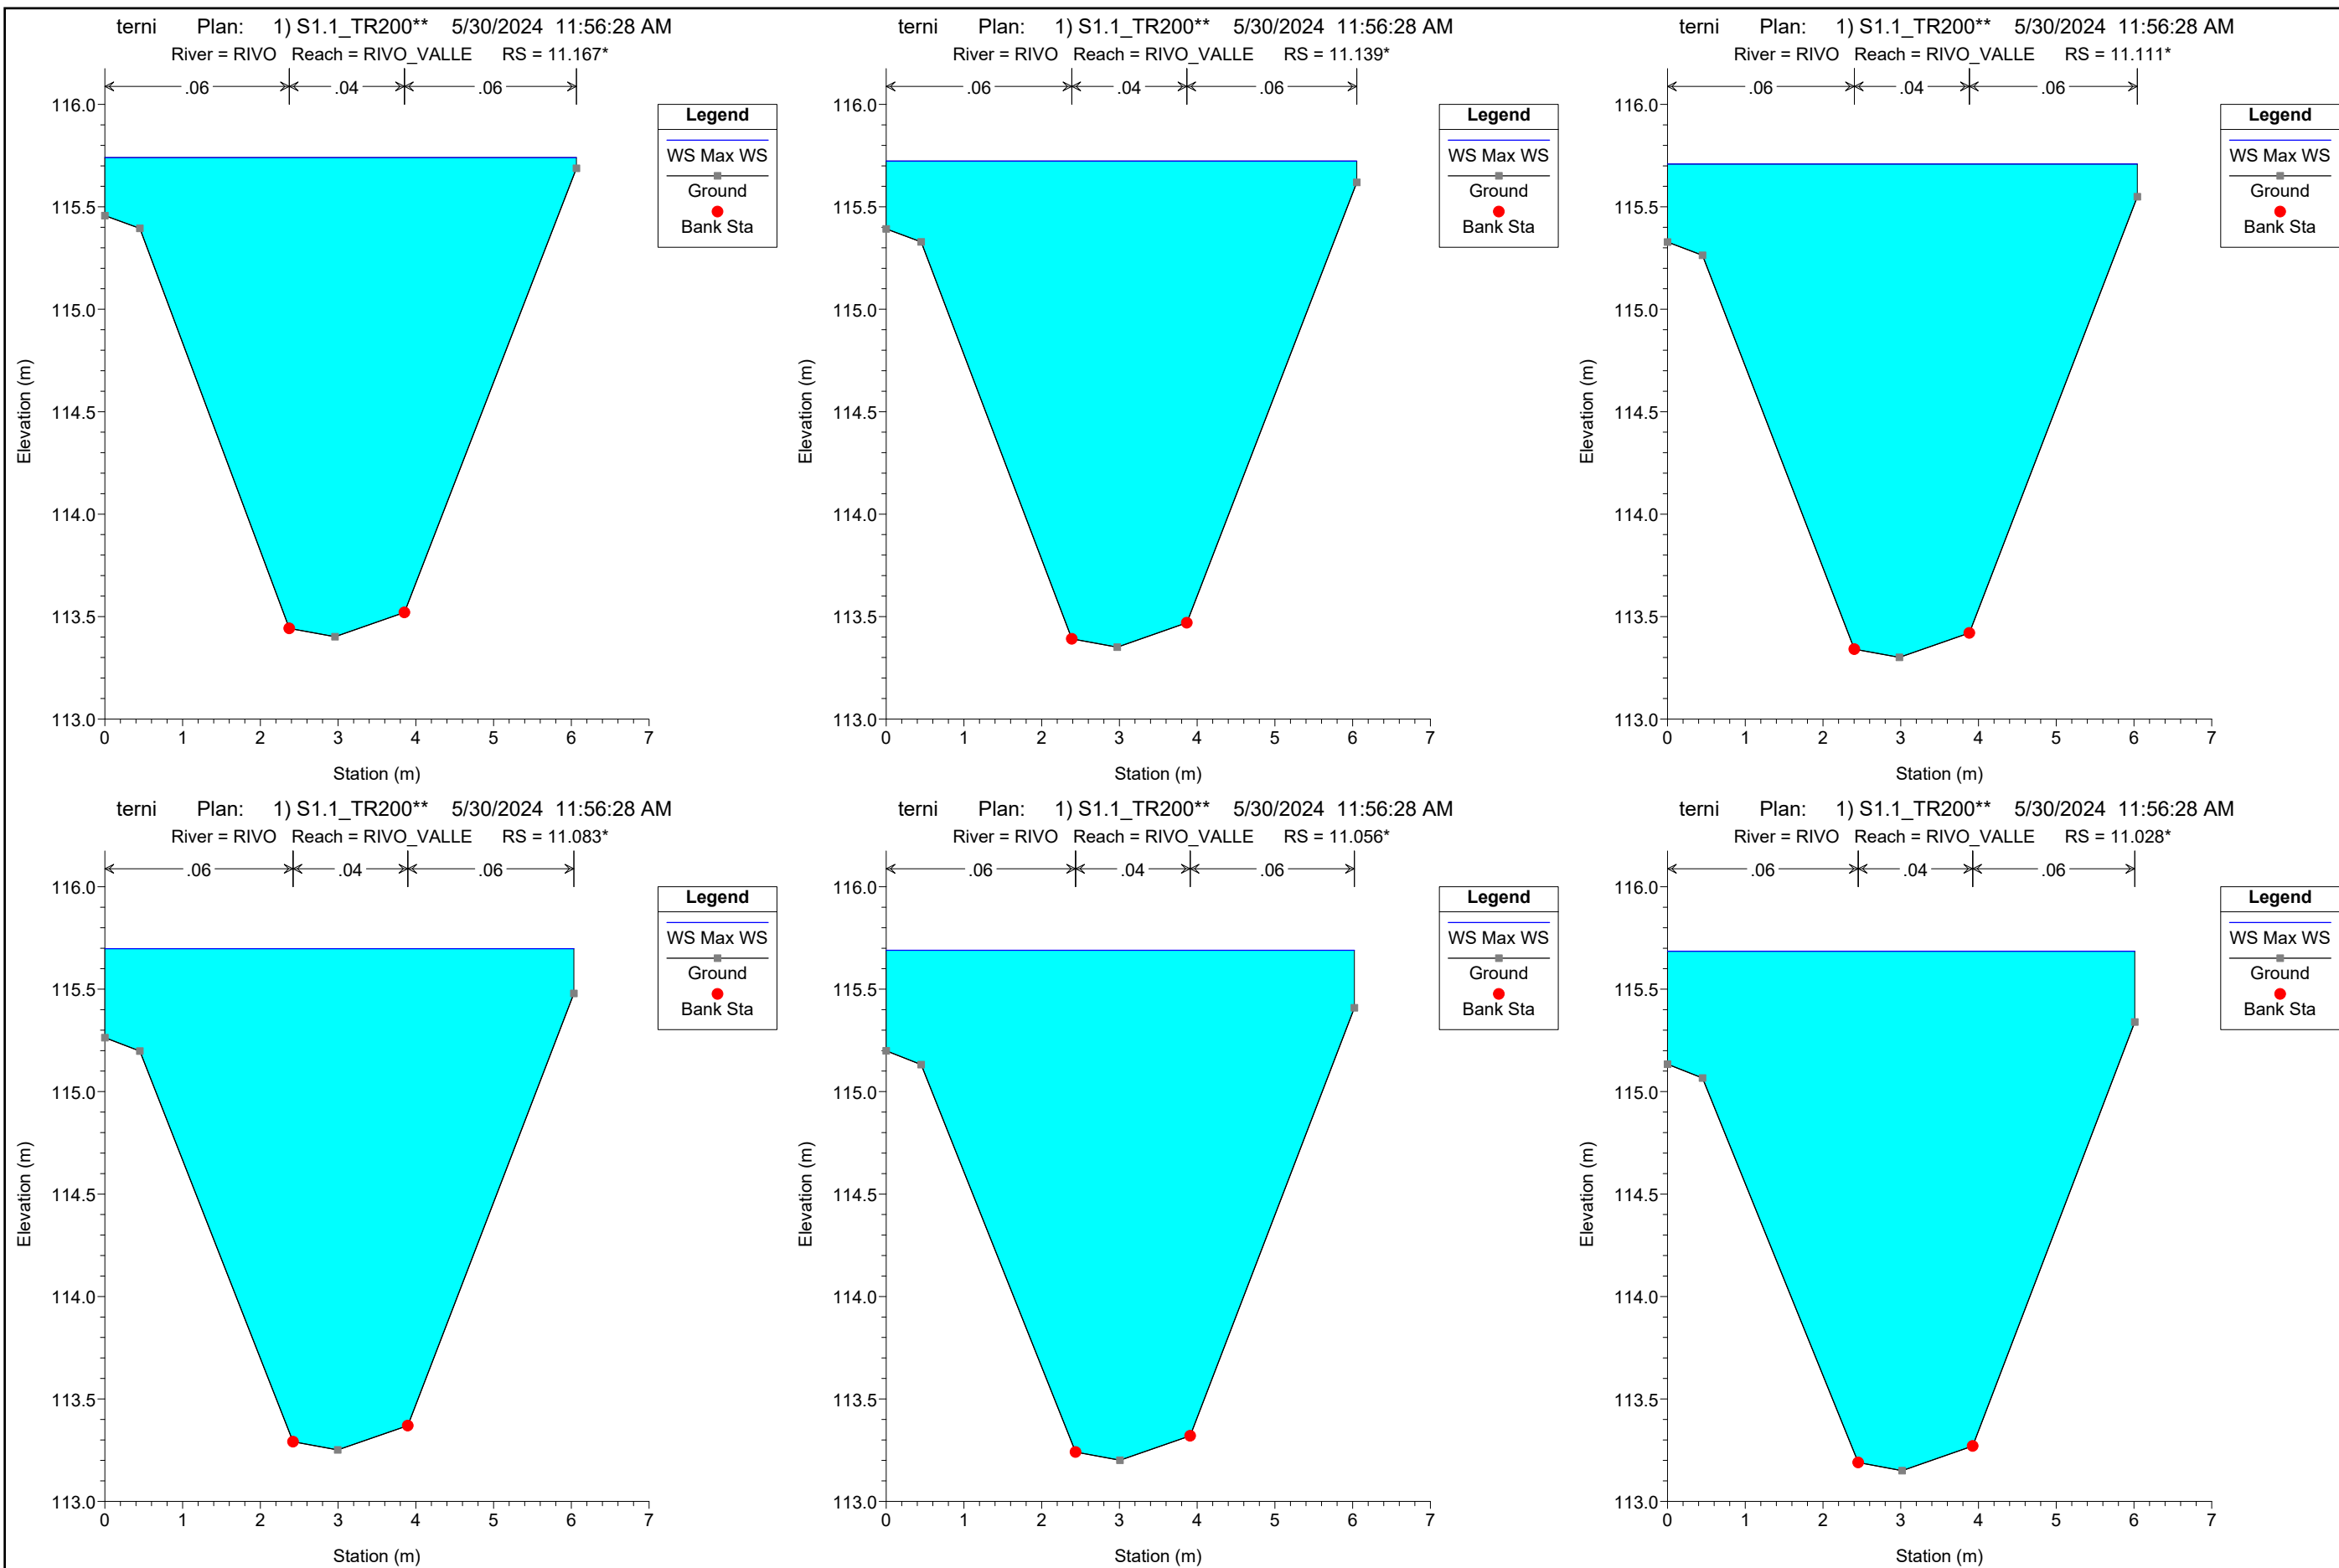 terni Plan: 1) S1.1_TR200** 5/30/2024 11:56:28 AM
River = RIVO Reach = RIVO_VALLE RS = 11.167*
.06 .04 .06
116.0
115.5
115.0
114.5
114.0
113.5
113.0
Elevation (m)
0 1 2 3 4 5 6 7
Station (m)
Legend
WS Max WS
Ground
Bank Sta
terni Plan: 1) S1.1_TR200** 5/30/2024 11:56:28 AM
River = RIVO Reach = RIVO_VALLE RS = 11.139*
.06 .04 .06
116.0
115.5
115.0
114.5
114.0
113.5
113.0
Elevation (m)
0 1 2 3 4 5 6 7
Station (m)
Legend
WS Max WS
Ground
Bank Sta
terni Plan: 1) S1.1_TR200** 5/30/2024 11:56:28 AM
River = RIVO Reach = RIVO_VALLE RS = 11.111*
.06 .04 .06
116.0
115.5
115.0
114.5
114.0
113.5
113.0
Elevation (m)
0 1 2 3 4 5 6 7
Station (m)
Legend
WS Max WS
Ground
Bank Sta
terni Plan: 1) S1.1_TR200** 5/30/2024 11:56:28 AM
River = RIVO Reach = RIVO_VALLE RS = 11.083*
.06 .04 .06
116.0
115.5
115.0
114.5
114.0
113.5
113.0
Elevation (m)
0 1 2 3 4 5 6 7
Station (m)
Legend
WS Max WS
Ground
Bank Sta
terni Plan: 1) S1.1_TR200** 5/30/2024 11:56:28 AM
River = RIVO Reach = RIVO_VALLE RS = 11.056*
.06 .04 .06
116.0
115.5
115.0
114.5
114.0
113.5
113.0
Elevation (m)
0 1 2 3 4 5 6 7
Station (m)
Legend
WS Max WS
Ground
Bank Sta
terni Plan: 1) S1.1_TR200** 5/30/2024 11:56:28 AM
River = RIVO Reach = RIVO_VALLE RS = 11.028*
.06 .04 .06
116.0
115.5
115.0
114.5
114.0
113.5
113.0
Elevation (m)
0 1 2 3 4 5 6 7
Station (m)
Legend
WS Max WS
Ground
Bank Sta